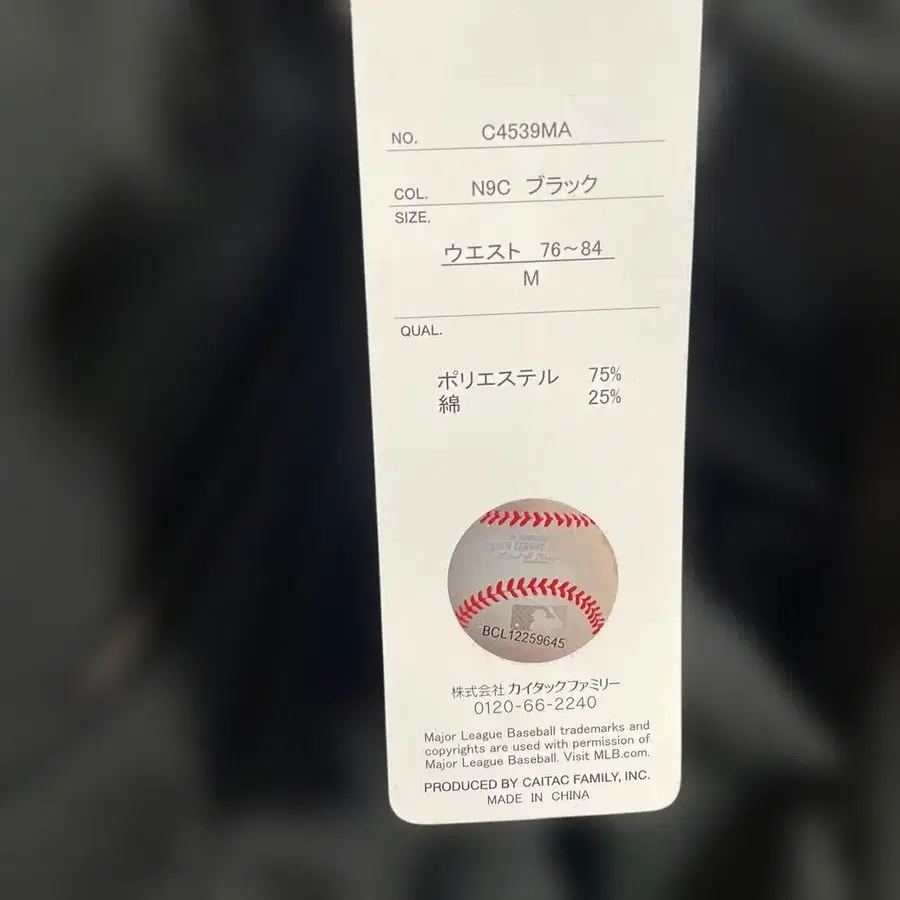 NO. C4539MA
COL. N9C ブラック
SIZE.
ウエスト 76～84
M
QUAL.
ポリエステル 75%
綿 25%
BCL12259645
株式会社 カイタックファミリー
0120-66-2240
Major League Baseball trademarks and
copyrights are used with permission of
Major League Baseball. Visit MLB.com.
PRODUCED BY CAITAC FAMILY, INC.
MADE IN CHINA